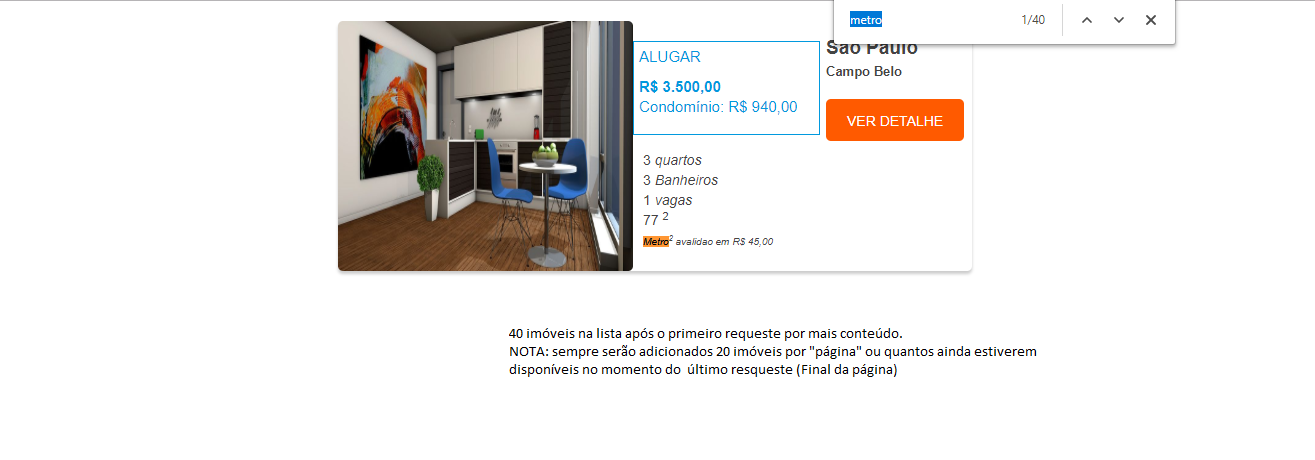 metro 1/40
ALUGAR
R$ 3.500,00
Condomínio: R$ 940,00
São Paulo
Campo Belo
VER DETALHE
3 quartos
3 Banheiros
1 vagas
77 2
Metro2 avalidao em R$ 45,00
40 imóveis na lista após o primeiro requeste por mais conteúdo.
NOTA: sempre serão adicionados 20 imóveis por "página" ou quantos ainda estiverem
disponíveis no momento do  último resqueste (Final da página)